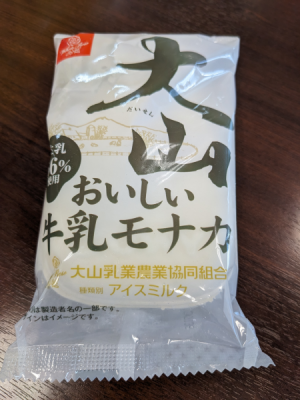 大山
だいせん
6%
使用
おいしい
牛乳モナカ
大山乳業農業協同組合
種類別 アイスミルク
は製造者名の一部です。
インはイメージです。